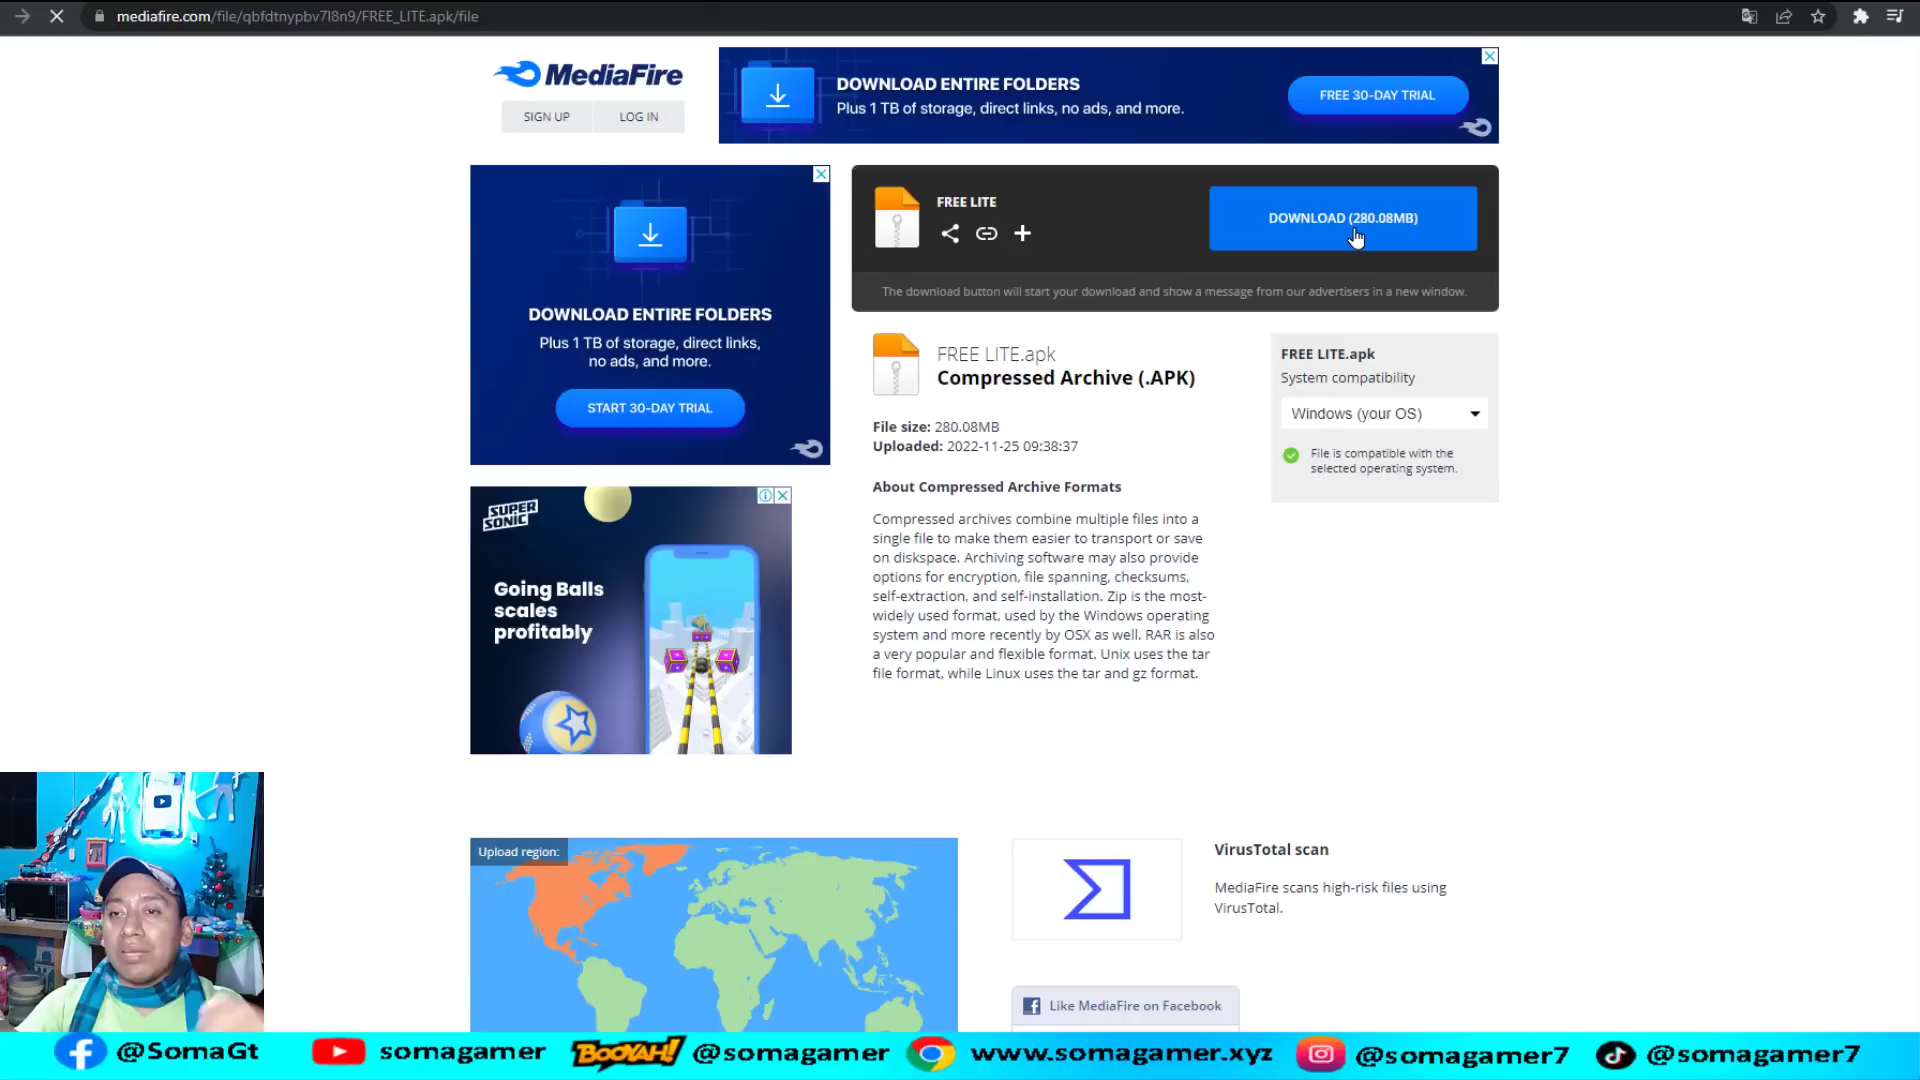 mediafire.com/file/qbfdtnypbv7l8n9/FREE_LITE.apk/file
MediaFire
SIGN UP
LOG IN
DOWNLOAD ENTIRE FOLDERS
Plus 1 TB of storage, direct links, no ads, and more.
FREE 30-DAY TRIAL
DOWNLOAD ENTIRE FOLDERS
Plus 1 TB of storage, direct links,
no ads, and more.
START 30-DAY TRIAL
FREE LITE
DOWNLOAD (280.08MB)
The download button will start your download and show a message from our advertisers in a new window.
FREE LITE.apk
Compressed Archive (.APK)
File size: 280.08MB
Uploaded: 2022-11-25 09:38:37
About Compressed Archive Formats
Compressed archives combine multiple files into a
single file to make them easier to transport or save
on diskspace. Archiving software may also provide
options for encryption, file spanning, checksums,
self-extraction, and self-installation. Zip is the most-
widely used format, used by the Windows operating
system and more recently by OSX as well. RAR is also
a very popular and flexible format. Unix uses the tar
file format, while Linux uses the tar and gz format.
FREE LITE.apk
System compatibility
Windows (your OS)
File is compatible with the
selected operating system.
SUPER
SONIC
Going Balls
scales
profitably
Upload region:
VirusTotal scan
MediaFire scans high-risk files using
VirusTotal.
Like MediaFire on Facebook
@SomaGt
somagamer
BOOYAH!
@somagamer
www.somagamer.xyz
@somagamer7
@somagamer7